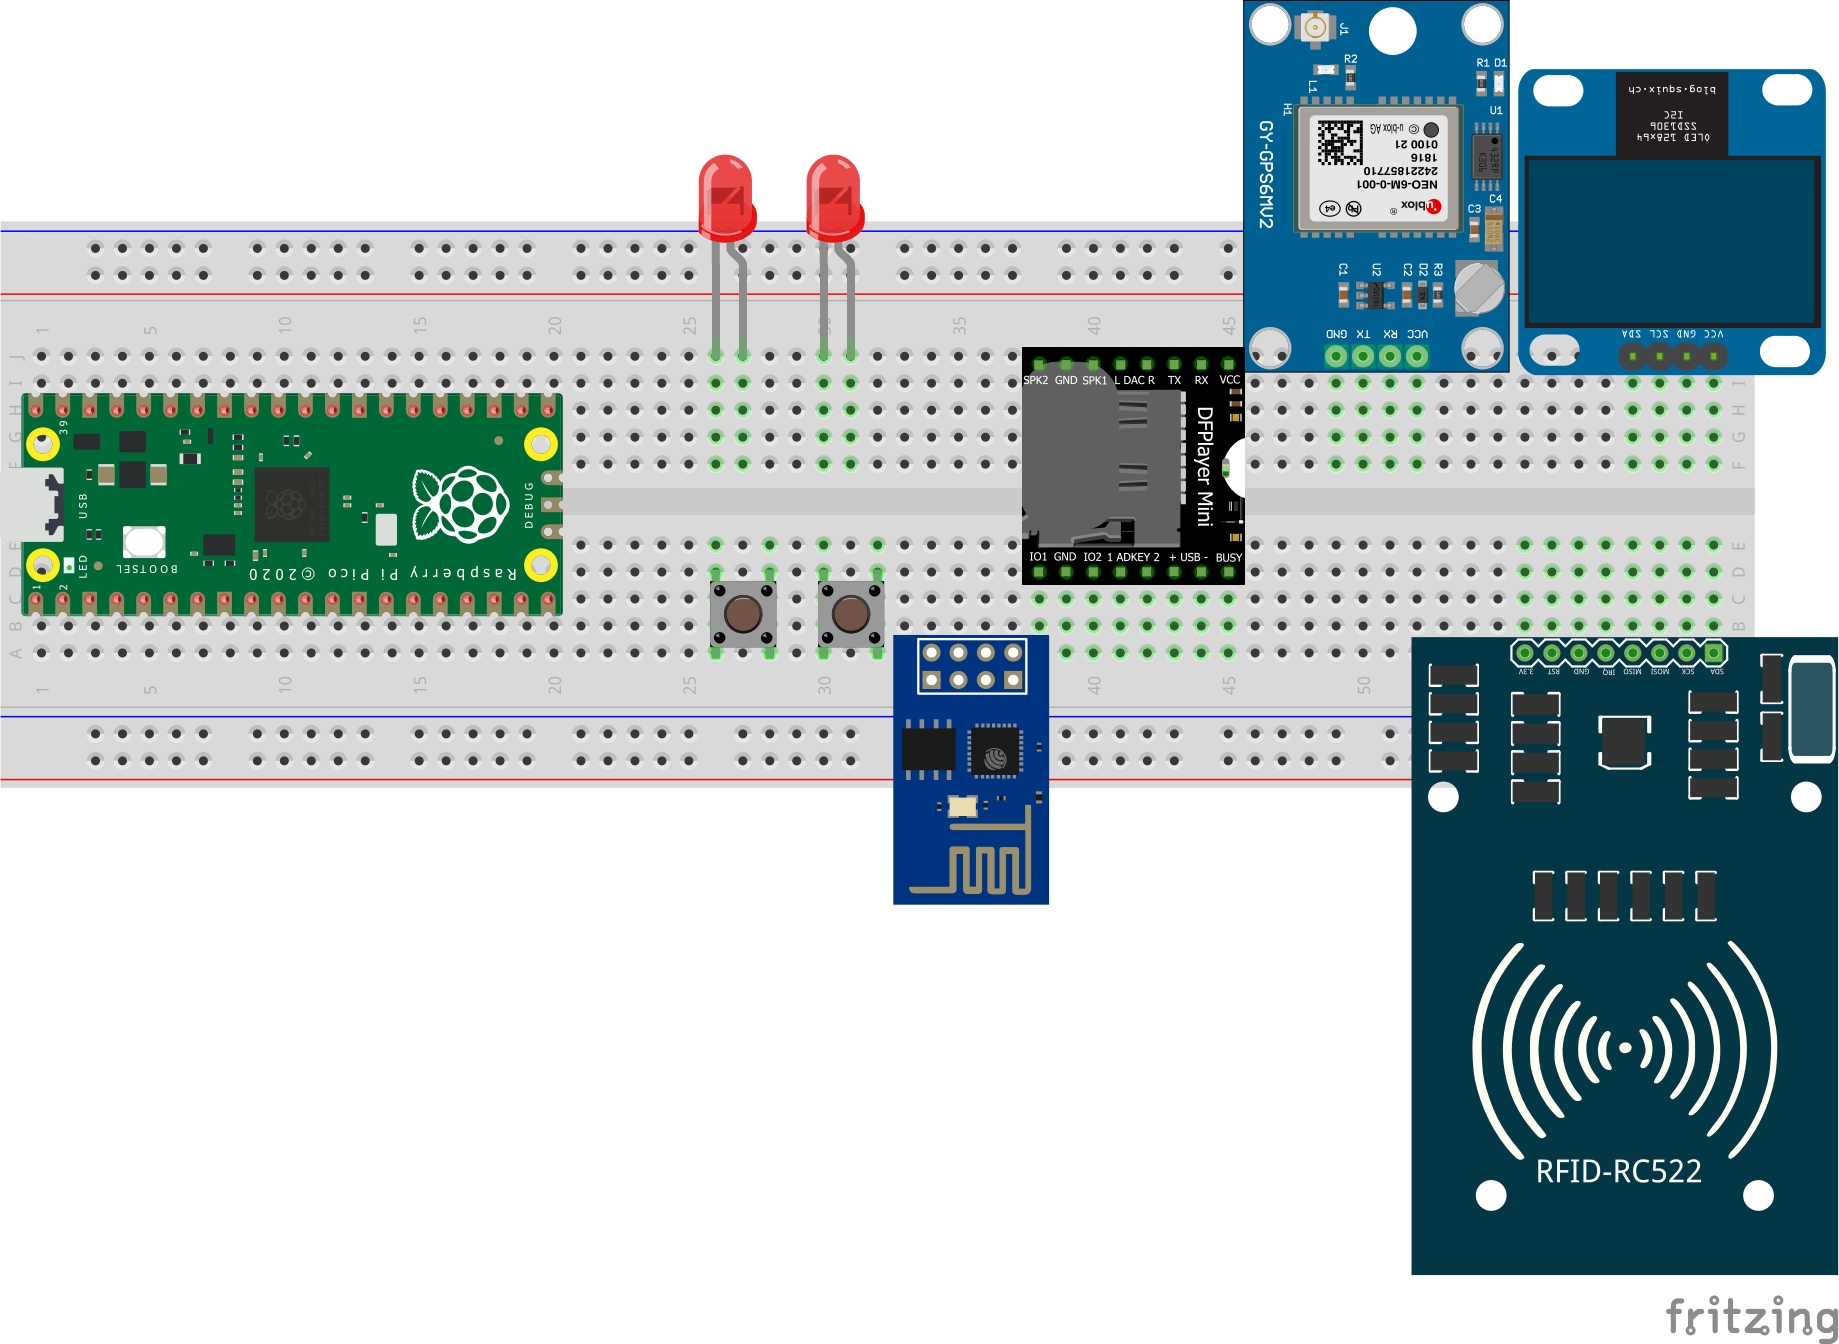 J1
R2
R1 D1
L1
H1
U1
GY-GPS6MV2
u-blox AG
©
0100 21
1816
24221857710
NEO-6M-0-001
ublox
®
Pb
e4
C3
C4
C1
U2
C2
D2
R3
GND
TX
RX
VCC
blog.squix.ch
I2C
SSD1306
OLED 128x64
SDA
SCL
GND
VCC
1 5 10 15 20 25 30 35 40 45
J
I
H
G
F
J
I
H
G
F
39
USB
DEBUG
LED
BOOTSEL
1
2
Raspberry Pi Pico ©2020
SPK2 GND SPK1 L DAC R TX RX VCC
DFPlayer Mini
IO1 GND IO2 1 ADKEY 2 + USB - BUSY
E
D
C
B
A
E
D
C
B
1 5 10 15 20 25 30 40 45 50
3.3V
RST
GND
IRQ
MISO
MOSI
SCK
SDA
RFID-RC522
fritzing